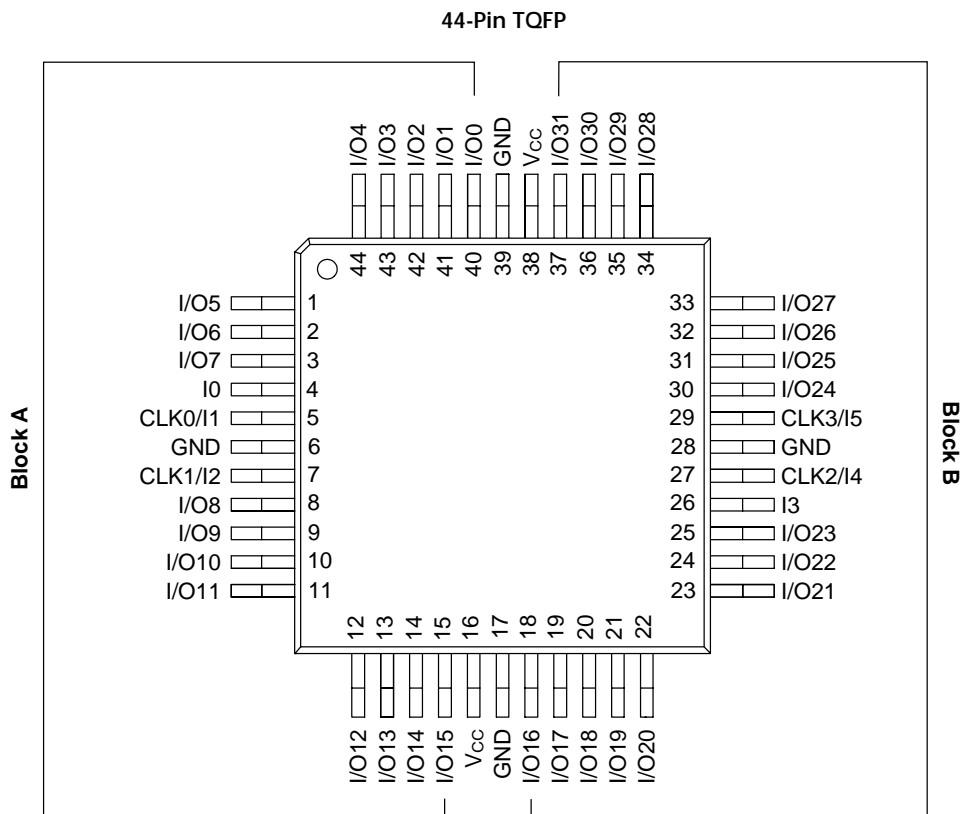 44-Pin TQFP
I/O4
I/O3
I/O2
I/O1
I/O0
GND
VCC
I/O31
I/O30
I/O29
I/O28
44
43
42
41
40
39
38
37
36
35
34
I/O5 1
I/O6 2
I/O7 3
I0 4
CLK0/I1 5
GND 6
CLK1/I2 7
I/O8 8
I/O9 9
I/O10 10
I/O11 11
33 I/O27
32 I/O26
31 I/O25
30 I/O24
29 CLK3/I5
28 GND
27 CLK2/I4
26 I3
25 I/O23
24 I/O22
23 I/O21
Block A
Block B
12
13
14
15
16
17
18
19
20
21
22
I/O12
I/O13
I/O14
I/O15
VCC
GND
I/O16
I/O17
I/O18
I/O19
I/O20